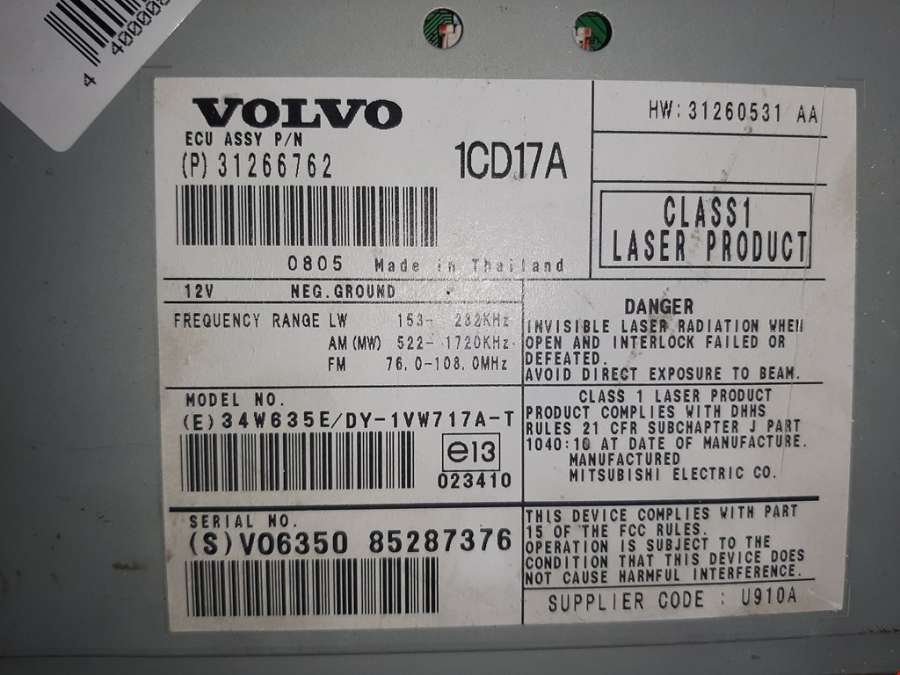 VOLVO
ECU ASSY P/N
(P) 31266762
1CD17A
0805 Made in Thailand
HW: 31260531 AA
CLASS1
LASER PRODUCT
12V NEG.GROUND
FREQUENCY RANGE LW 153- 282KHz
AM (MW) 522- 1720KHz
FM 76.0-108.0MHz
DANGER
INVISIBLE LASER RADIATION WHEN
OPEN AND INTERLOCK FAILED OR
DEFEATED.
AVOID DIRECT EXPOSURE TO BEAM.
MODEL NO.
(E) 34W635E/DY-1VW717A-T
e13
023410
CLASS 1 LASER PRODUCT
PRODUCT COMPLIES WITH DHHS
RULES 21 CFR SUBCHAPTER J PART
1040:10 AT DATE OF MANUFACTURE.
MANUFACTURED
MITSUBISHI ELECTRIC CO.
SERIAL NO.
(S) V06350 85287376
THIS DEVICE COMPLIES WITH PART
15 OF THE FCC RULES.
OPERATION IS SUBJECT TO THE
CONDITION THAT THIS DEVICE DOES
NOT CAUSE HARMFUL INTERFERENCE.
SUPPLIER CODE : U910A